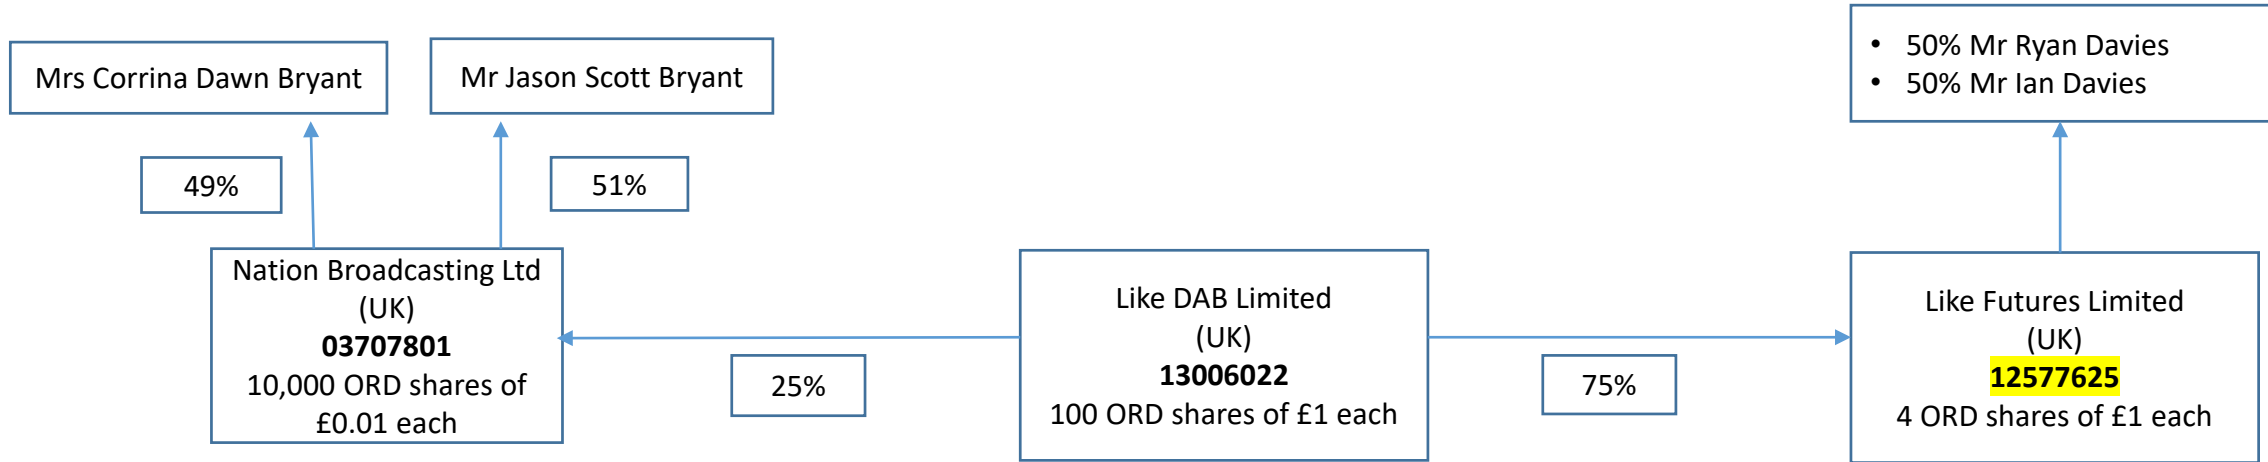 Mrs Corrina Dawn Bryant
Mr Jason Scott Bryant
• 50% Mr Ryan Davies
• 50% Mr Ian Davies
49%
51%
Nation Broadcasting Ltd
(UK)
03707801
10,000 ORD shares of
£0.01 each
25%
Like DAB Limited
(UK)
13006022
100 ORD shares of £1 each
75%
Like Futures Limited
(UK)
12577625
4 ORD shares of £1 each